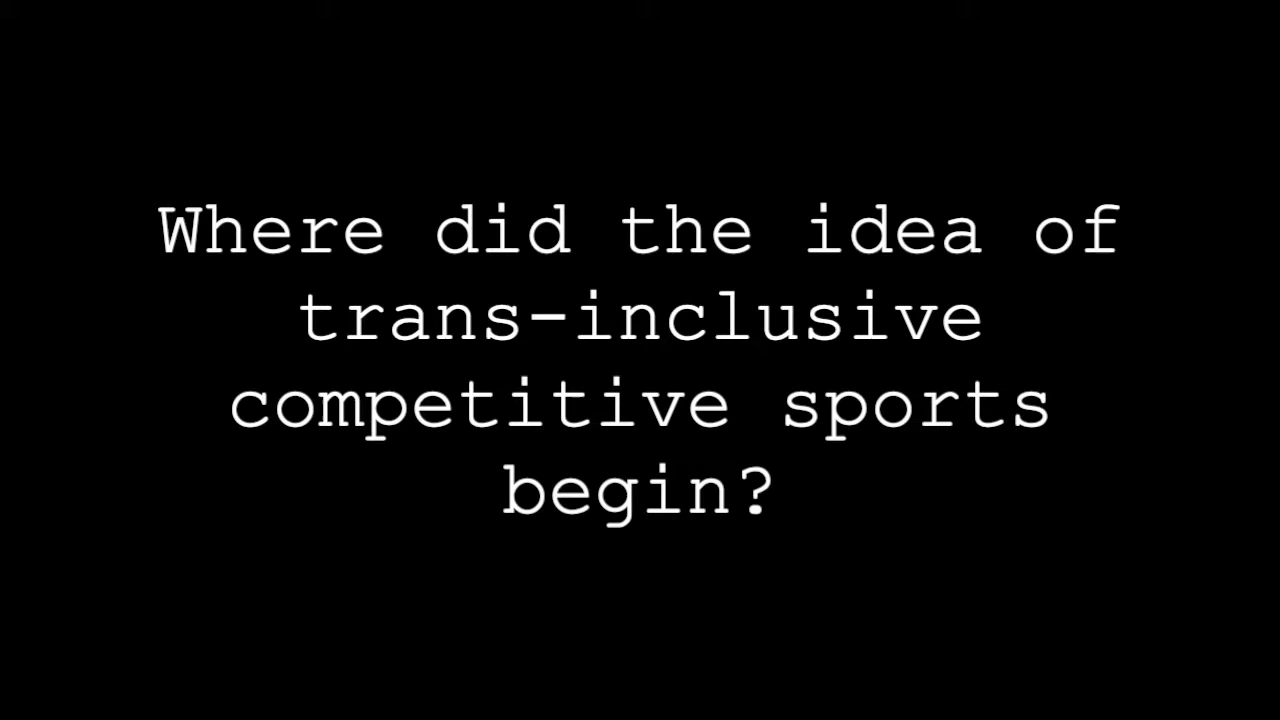 Where did the idea of
trans-inclusive
competitive sports
begin?